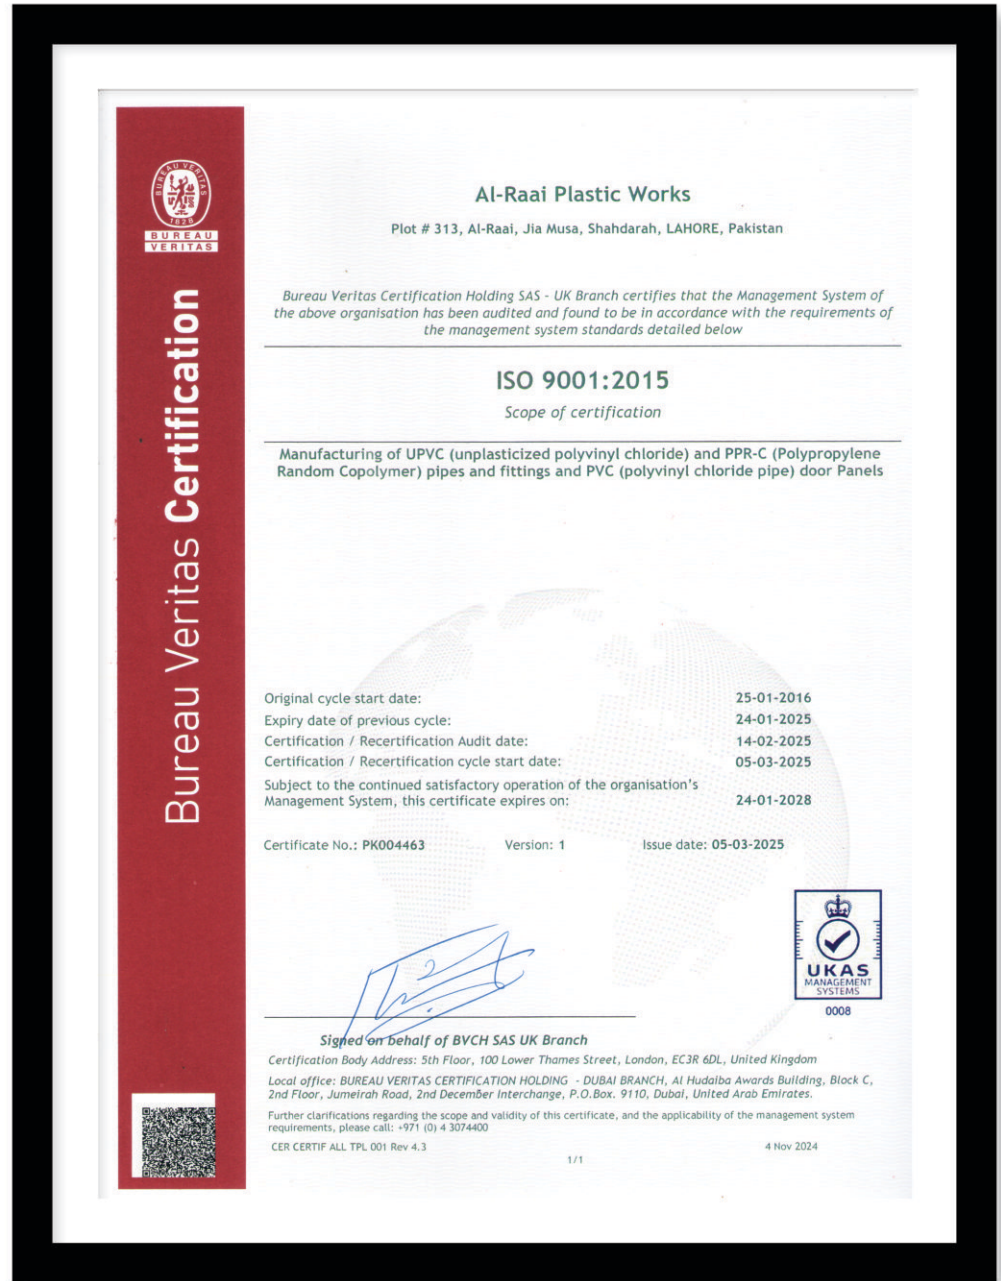 BUREAU VERITAS
1828
BUREAU
VERITAS
Bureau Veritas Certification
Al-Raai Plastic Works
Plot # 313, Al-Raai, Jia Musa, Shahdarah, LAHORE, Pakistan
Bureau Veritas Certification Holding SAS - UK Branch certifies that the Management System of
the above organisation has been audited and found to be in accordance with the requirements of
the management system standards detailed below
ISO 9001:2015
Scope of certification
Manufacturing of UPVC (unplasticized polyvinyl chloride) and PPR-C (Polypropylene
Random Copolymer) pipes and fittings and PVC (polyvinyl chloride pipe) door Panels
Original cycle start date: 25-01-2016
Expiry date of previous cycle: 24-01-2025
Certification / Recertification Audit date: 14-02-2025
Certification / Recertification cycle start date: 05-03-2025
Subject to the continued satisfactory operation of the organisation's
Management System, this certificate expires on: 24-01-2028
Certificate No.: PK004463 Version: 1 Issue date: 05-03-2025
UKAS
MANAGEMENT
SYSTEMS
0008
Signed on behalf of BVCH SAS UK Branch
Certification Body Address: 5th Floor, 100 Lower Thames Street, London, EC3R 6DL, United Kingdom
Local office: BUREAU VERITAS CERTIFICATION HOLDING - DUBAI BRANCH, Al Hudaiba Awards Building, Block C,
2nd Floor, Jumeirah Road, 2nd December Interchange, P.O.Box. 9110, Dubai, United Arab Emirates.
Further clarifications regarding the scope and validity of this certificate, and the applicability of the management system
requirements, please call: +971 (0) 4 3074400
CER CERTIF ALL TPL 001 Rev 4.3 4 Nov 2024
1/1